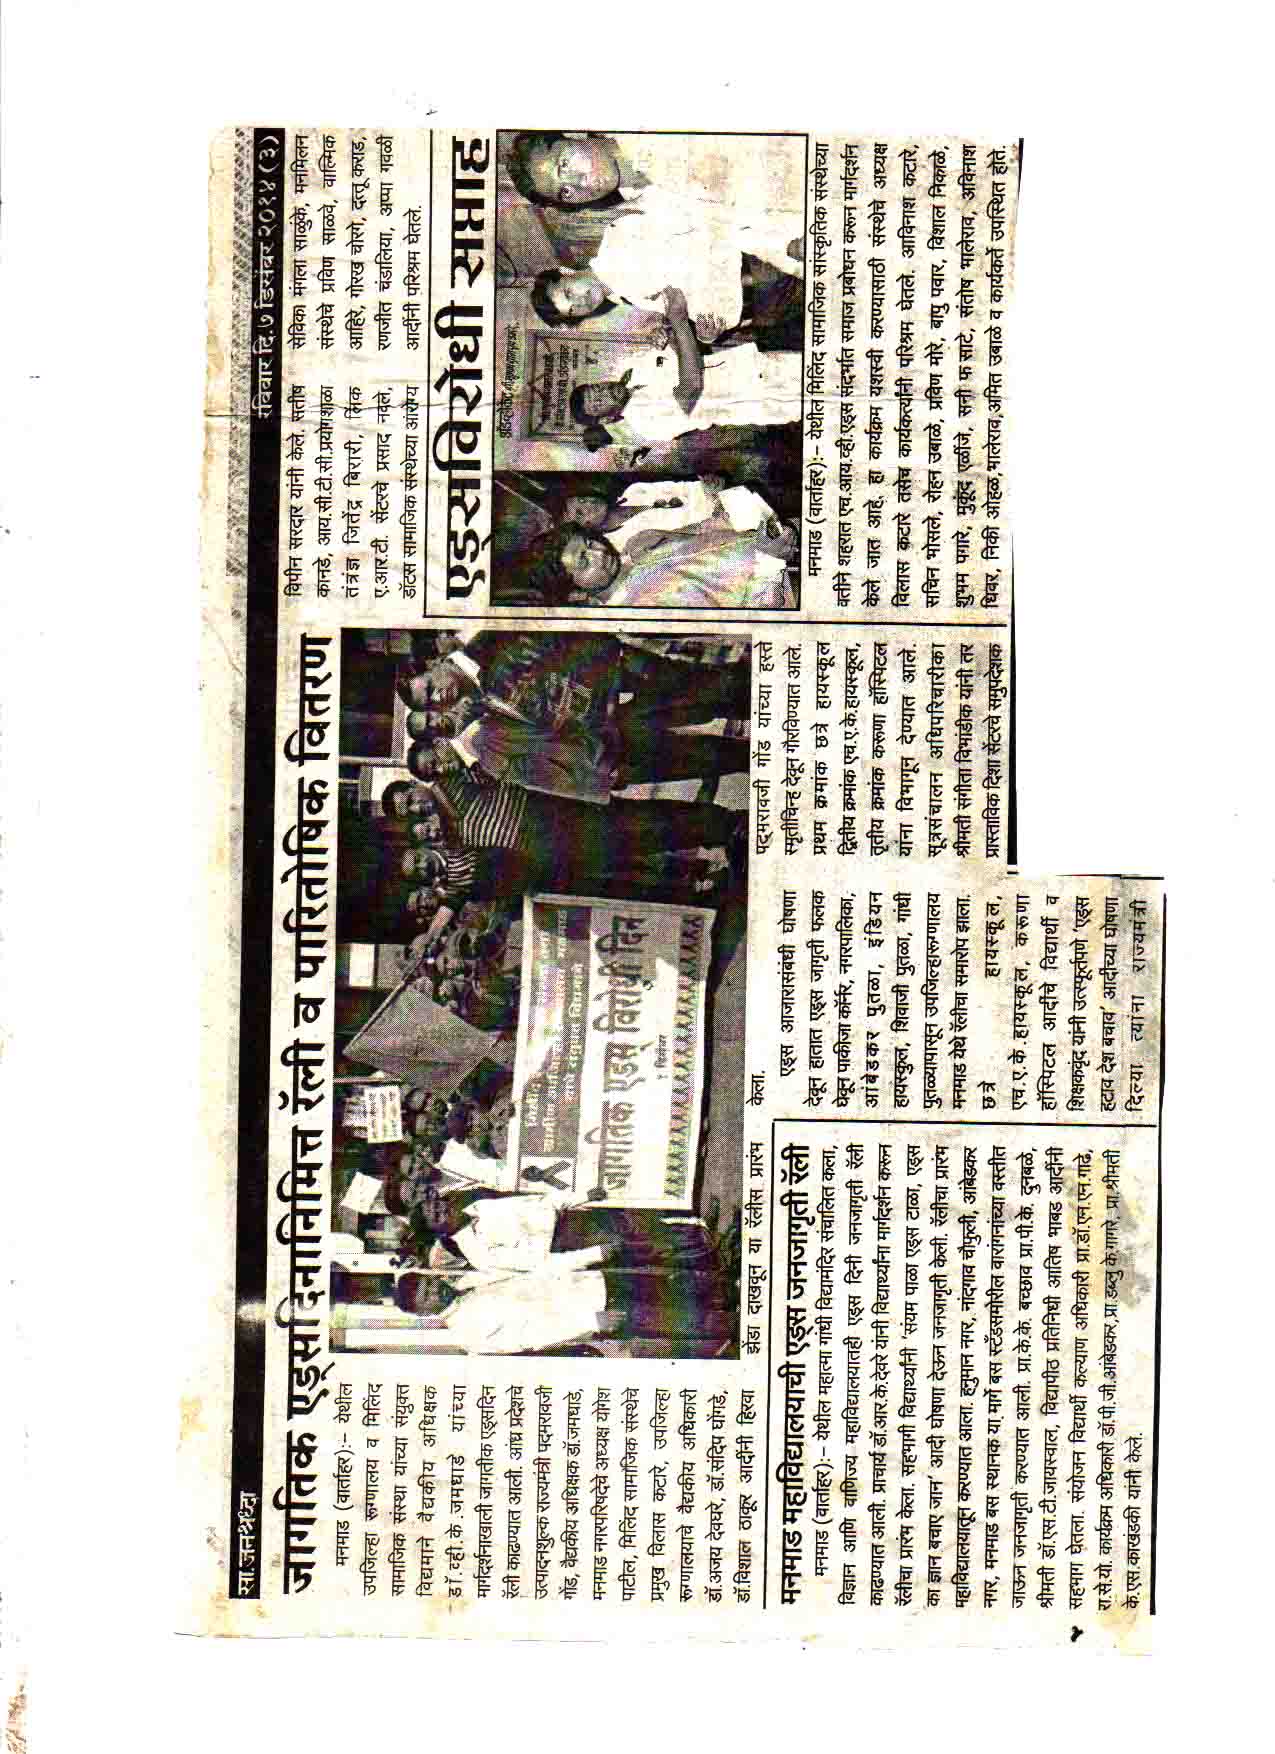 सा.जनश्रध्दा
रविवार दि.७ डिसेंबर २०१४ (३)
जागतिक एड्सदिनानिमित्त रॅली व पारितोषिक वितरण
मनमाड (वार्ताहर):- येथील
उपजिल्हा रूग्णालय व मिलिंद
सामाजिक संस्था यांच्या संयुक्त
विद्यमाने वैद्यकीय अधिक्षक
डॉ.व्ही.के.जमधाडे यांच्या
मार्गदर्शनाखाली जागतीक एड्सदिन
रॅली काढण्यात आली. आंध्र प्रदेशचे
उत्पादनशुल्क राज्यमंत्री पदमरावजी
गोंड, वैद्यकीय अधिक्षक डॉ.जमधाडे,
मनमाड नगरपरिषदेचे अध्यक्ष योगेश
पाटील, मिलिंद सामाजिक संस्थेचे
प्रमुख विलास कटारे, उपजिल्हा
रूग्णालयाचे वैद्यकीय अधिकारी
डॉ.अजय देवघरे, डॉ.संदिप घोंगडे,
डॉ.विशाल ठाकूर आदींनी हिरवा
जागतिक एडस् विरोधी दिन
१ डिसेंबर
झेंडा दाखवून या रॅलीस प्रारंभ
केला.
एड्स आजारासंबंधी घोषणा
देवून हातात एड्स जागृती फलक
घेवून पाकीजा कॉर्नर, नगरपालिका,
आंबेडकर पुतळा, इंडियन
हायस्कुल, शिवाजी पुतळा, गांधी
पुतळ्यापासून उपजिल्हारूग्णालय
मनमाड येथे रॅलीचा समारोप झाला.
छत्रे हायस्कूल,
एच.ए.के.हायस्कूल, करूणा
हॉस्पिटल आदींचे विद्यार्थी व
शिक्षकवृंद यांनी उत्स्फूर्तपणे 'एड्स
हटाव देश बचाव' आदींच्या घोषणा
दिल्या त्यांना राज्यमंत्री
पद्मरावजी गोंड यांच्या हस्ते
स्मृतीचिन्ह देवून गौरविण्यात आले.
प्रथम क्रमांक छत्रे हायस्कूल
द्वितीय क्रमांक एच.ए.के.हायस्कूल,
तृतीय क्रमांक करूणा हॉस्पिटल
यांना विभागून देण्यात आले.
सूत्रसंचालन अधिपरिचारीका
श्रीमती संगीता विभांडीक यांनी तर
प्रास्ताविक दिशा सेंटरचे समुपदेशक
विपीन सरदार यांनी केले. सतीष
कानडे, आय.सी.टी.सी.प्रयोगशाळा
तंत्रंज्ञ जितेंद्र बिरारी, लिंक
ए.आर.टी. सेंटरचे प्रसाद नवले,
डॉटस सामाजिक संस्थेच्या आरोग्य
सेविका मंगला साळुंके, मनमिलन
संस्थेचे प्रविण साळवे, वाल्मिक
आहिरे, गोरख चोरगे, दत्तू कराड,
रणजीत चंडालिया, अप्पा गवळी
आदींनी परिश्रम घेतले.
मनमाड महाविद्यालयाची एड्स जनजागृती रॅली
मनमाड (वार्ताहर):- येथील महात्मा गांधी विद्यामंदिर संचालित कला,
विज्ञान आणि वाणिज्य महाविद्यालयातही एड्स दिनी जनजागृती रॅली
काढण्यात आली. प्राचार्य डॉ.आर.के.देवरे यांनी विद्यार्थ्यांना मार्गदर्शन करून
रॅलीचा प्रारंभ केला. सहभागी विद्यार्थ्यांनी 'संयम पाळा एड्स टाळा, एड्स
का ज्ञान बचाए जान' आदी घोषणा देऊन जनजागृती केली. रॅलीचा प्रारंभ
महाविद्यालयातून करण्यात आला. हनुमान नगर, नांदगाव चौफुली, आंबेडकर
नगर, मनमाड बस स्थानक या मार्गे बस स्टँडसमोरील वारांगनांच्या वस्तीत
जाऊन जनजागृती करण्यात आली. प्रा.के.के. बच्छाव प्रा.पी.के. दुनबळे,
श्रीमती डॉ.एस.टी.जायस्वाल, विद्यापीठ प्रतिनिधी आतिष भाबड आदींनी
सहभाग घेतला. संयोजन विद्यार्थी कल्याण अधिकारी प्रा.डॉ.एन.एन.गाढे,
रा.से.यो. कार्यक्रम अधिकारी डॉ.पी.जी.आंबेडकर,प्रा.डब्लु के.गागरे, प्रा.श्रीमती
के.एस.काखंडकी यांनी केले.
एड्सविरोधी सप्ताह
मनमाड (वार्ताहर):- येथील मिलिंद सामाजिक सांस्कृतिक संस्थेच्या
वतीने शहरात एच.आय.व्ही.एड्स संदर्भात समाज प्रबोधन करून मार्गदर्शन
केले जात आहे. हा कार्यक्रम यशस्वी करण्यासाठी संस्थेचे अध्यक्ष
विलास कटारे तसेच कार्यकर्त्यांनी परिश्रम घेतले. आविनाश कटारे,
सचिन भोसले, रोहन उबाळे, प्रविण मोरे, बापु पवार, विशाल निकाळे,
शुभम पगारे, मुकूंद एळींजे, सनी फसाटे, संतोष भालेराव, अविनाश
धिवर, निकी ओहळ,भालेराव,अमित उबाळे व कार्यकर्ते उपस्थित होते.